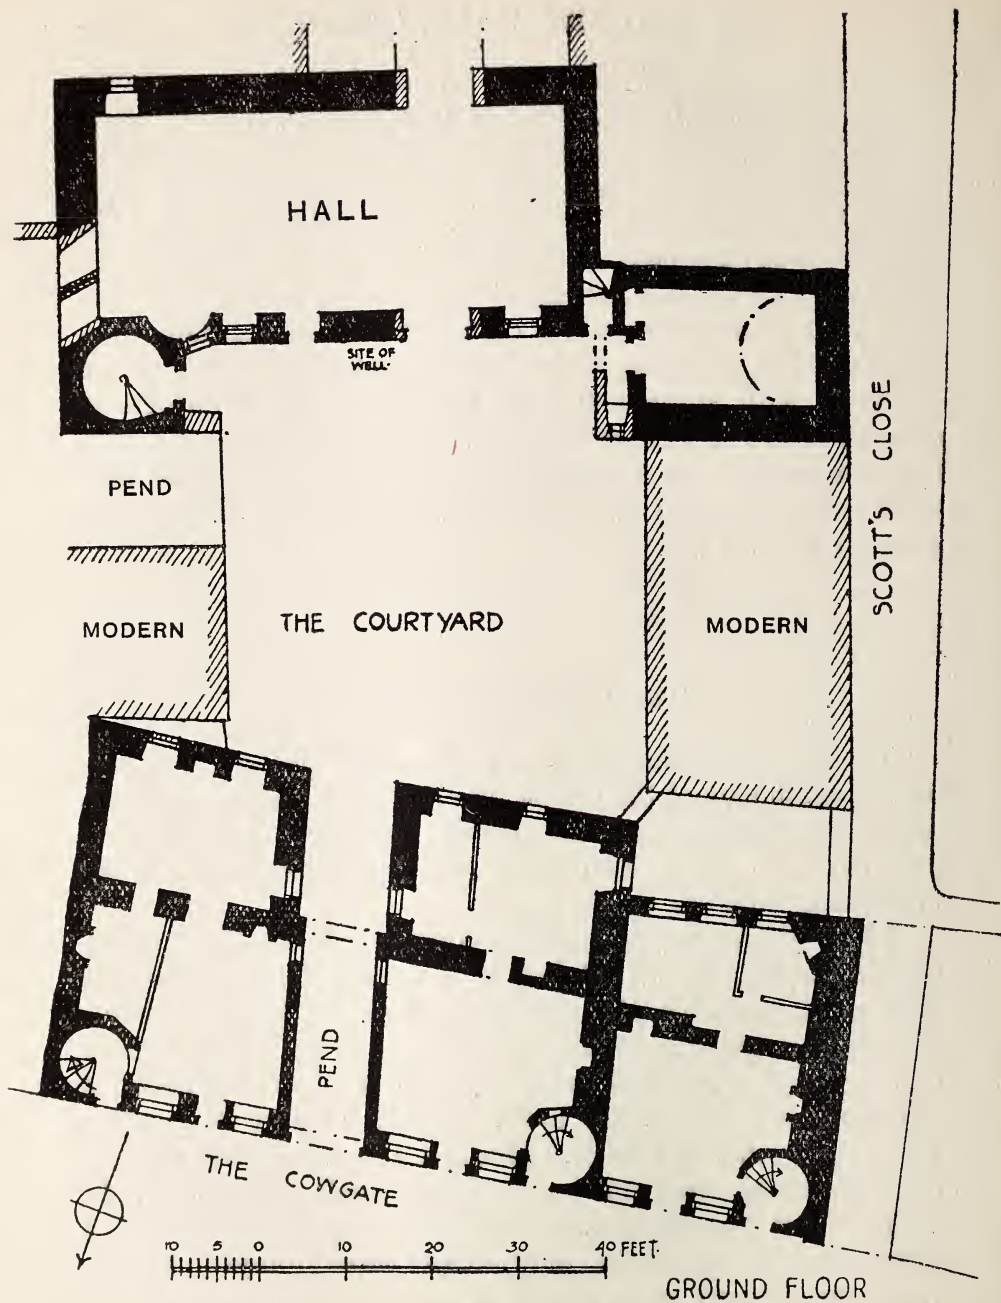 HALL
SITE OF
WELL.
PEND
MODERN
THE COURTYARD
MODERN
SCOTT'S CLOSE
PEND
THE COWGATE
10 5 0 10 20 30 40 FEET.
GROUND FLOOR